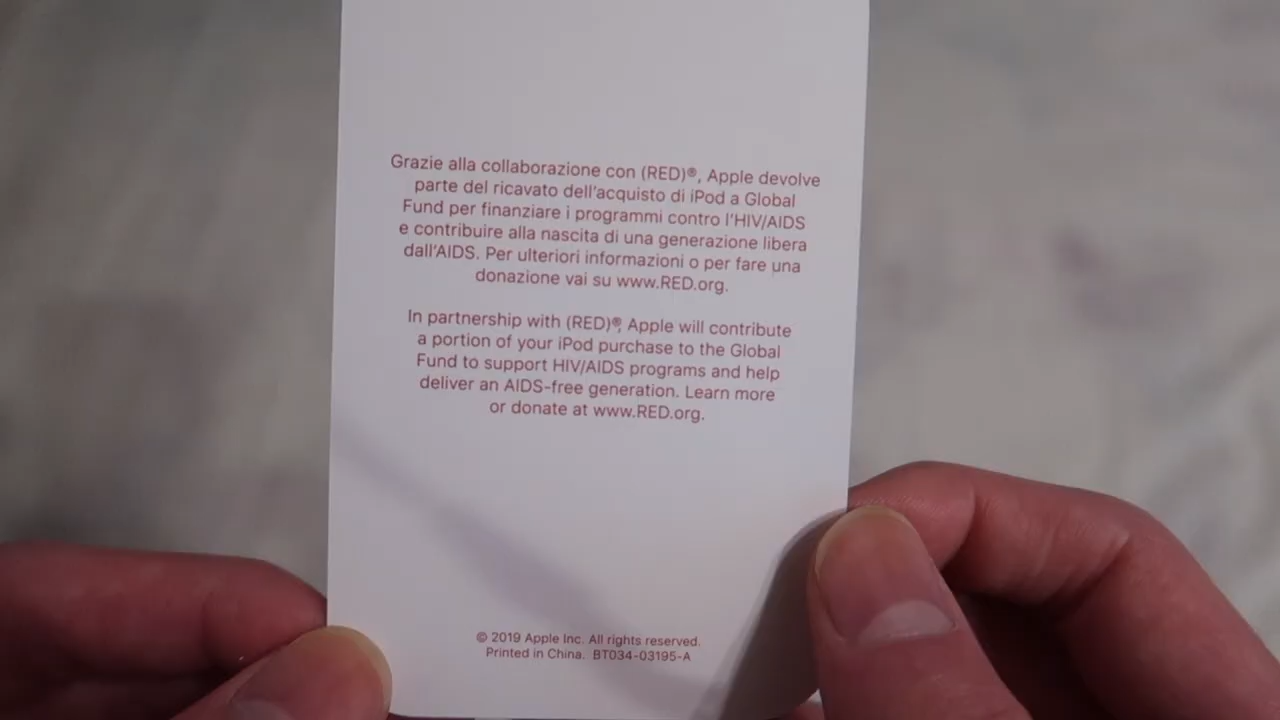 Grazie alla collaborazione con (RED)®, Apple devolve
parte del ricavato dell'acquisto di iPod a Global
Fund per finanziare i programmi contro l'HIV/AIDS
e contribuire alla nascita di una generazione libera
dall'AIDS. Per ulteriori informazioni o per fare una
donazione vai su www.RED.org.
In partnership with (RED)®, Apple will contribute
a portion of your iPod purchase to the Global
Fund to support HIV/AIDS programs and help
deliver an AIDS-free generation. Learn more
or donate at www.RED.org.
© 2019 Apple Inc. All rights reserved.
Printed in China. BT034-03195-A